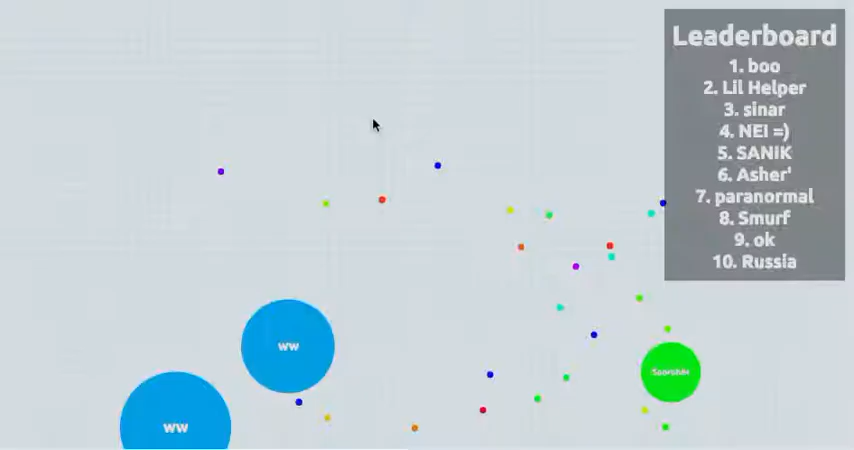 Leaderboard
1. boo
2. Lil Helper
3. sinar
4. NEI =)
5. SANIK
6. Asher'
7. paranormal
8. Smurf
9. ok
10. Russia
ww
ww